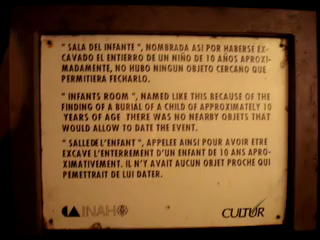 " SALA DEL INFANTE ", NOMBRADA ASI POR HABERSE EX-
CAVADO EL ENTIERRO DE UN NIÑO DE 10 AÑOS APROXI-
MADAMENTE, NO HUBO NINGUN OBJETO CERCANO QUE
PERMITIERA FECHARLO.
" INFANTS ROOM ", NAMED LIKE THIS BECAUSE OF THE
FINDING OF A BURIAL OF A CHILD OF APPROXIMATELY 10
YEARS OF AGE THERE WAS NO NEARBY OBJETS THAT
WOULD ALLOW TO DATE THE EVENT.
" SALLE DE L'ENFANT ", APPELEE AINSI POUR AVOIR ETRE
EXCAVE L'ENTERREMENT D'UN ENFANT DE 10 ANS APRO-
XIMATIVEMENT. IL N'Y AVAIT AUCUN OBJET PROCHE QUI
PEMETTRAIT DE LUI DATER.
CA INAH CULTUR